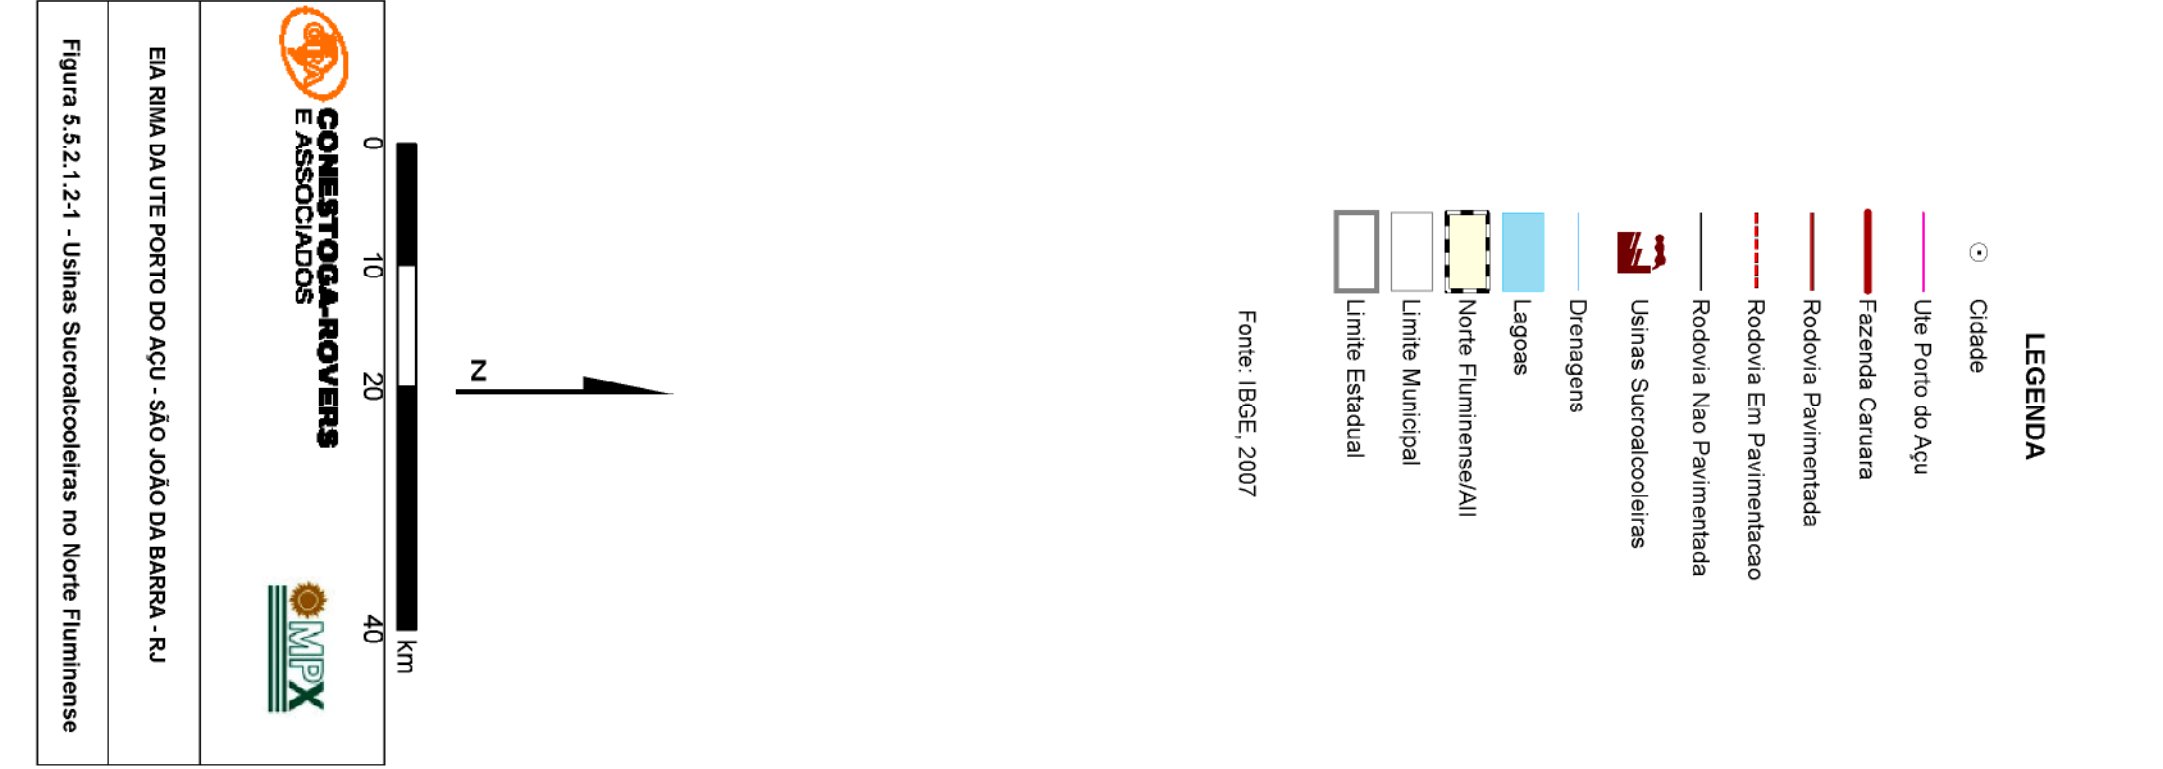 LEGENDA
Cidade
Ute Porto do Açu
Fazenda Caruara
Rodovia Pavimentada
Rodovia Em Pavimentacao
Rodovia Nao Pavimentada
Usinas Sucroalcooleiras
Drenagens
Lagoas
Norte Fluminense/AII
Limite Municipal
Limite Estadual
Fonte: IBGE, 2007
N
0 10 20 40 km
CRA
CONESTOGA-ROVERS
E ASSOCIADOS
MPX
EIA RIMA DA UTE PORTO DO AÇU - SÃO JOÃO DA BARRA - RJ
Figura 5.5.2.1.2-1 - Usinas Sucroalcooleiras no Norte Fluminense